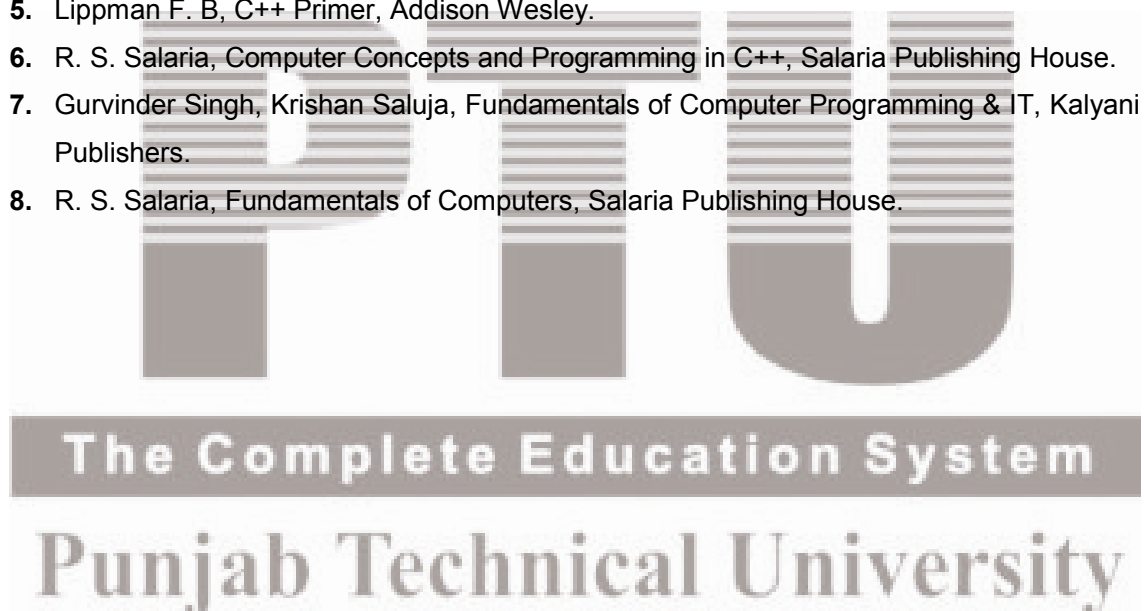 5. Lippman F. B, C++ Primer, Addison Wesley.
6. R. S. Salaria, Computer Concepts and Programming in C++, Salaria Publishing House.
7. Gurvinder Singh, Krishan Saluja, Fundamentals of Computer Programming & IT, Kalyani
Publishers.
8. R. S. Salaria, Fundamentals of Computers, Salaria Publishing House.
PTU
The Complete Education System
Punjab Technical University